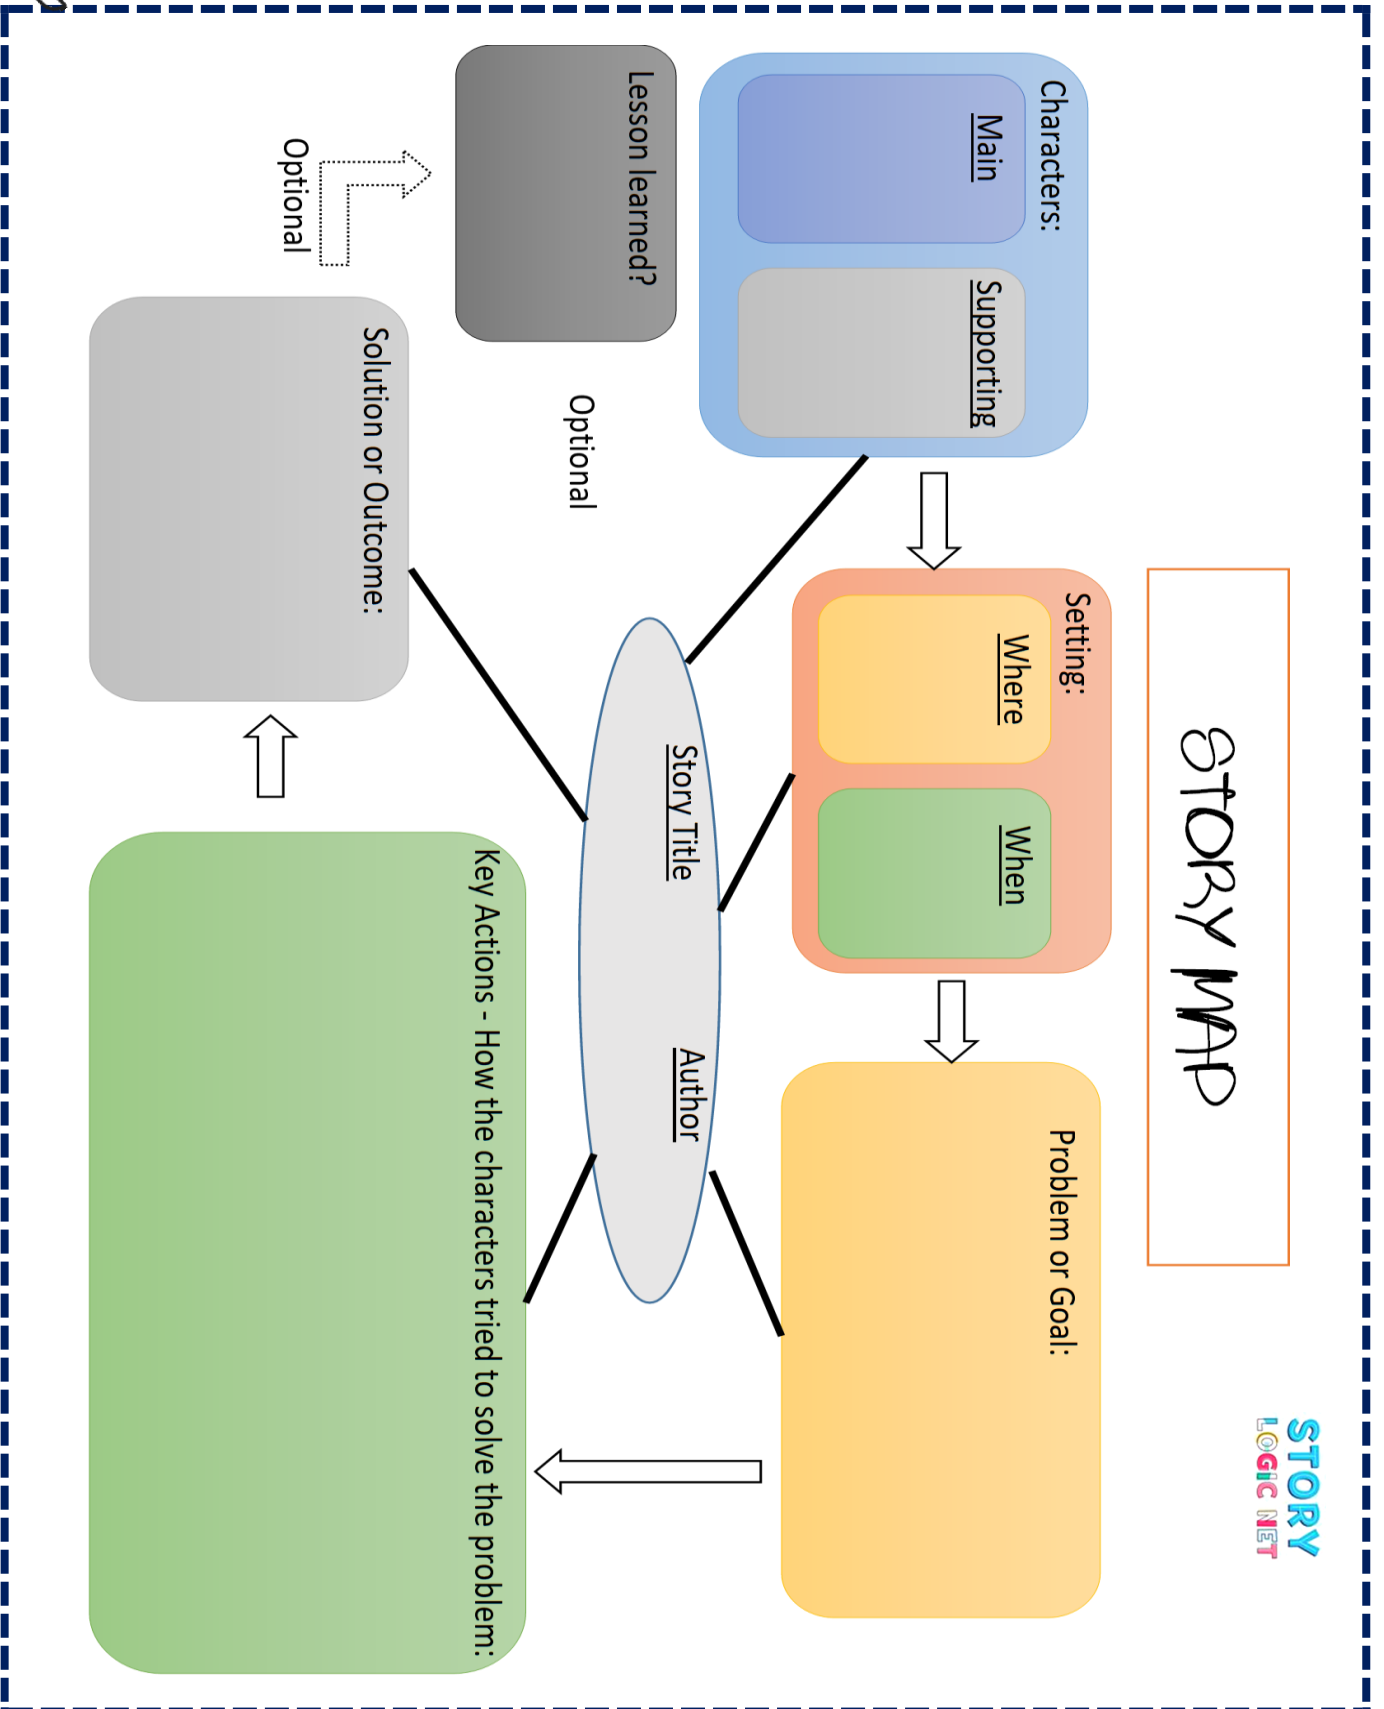 STORY MAP
STORY
LOGIC NET
Characters:
Main
Supporting
Setting:
Where
When
Problem or Goal:
Lesson learned?
Optional
Story Title
Author
Optional
Solution or Outcome:
Key Actions - How the characters tried to solve the problem: